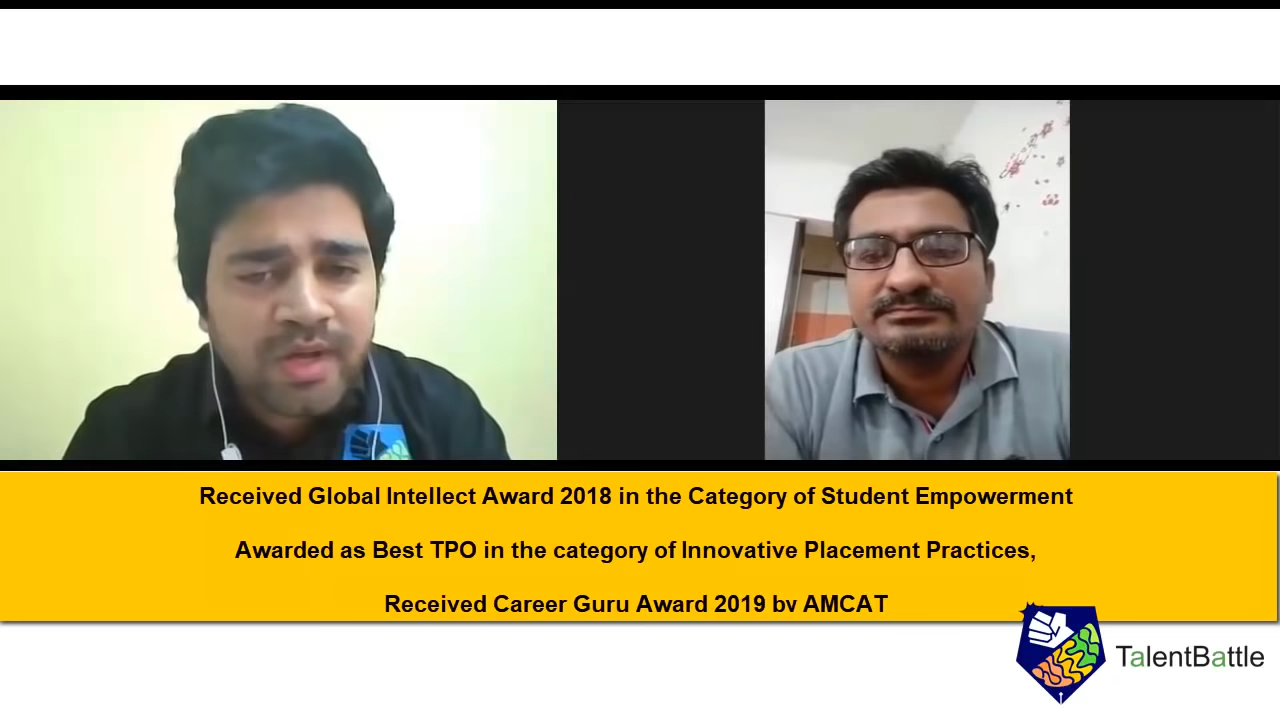 Received Global Intellect Award 2018 in the Category of Student Empowerment
Awarded as Best TPO in the category of Innovative Placement Practices,
Received Career Guru Award 2019 by AMCAT
TalentBattle